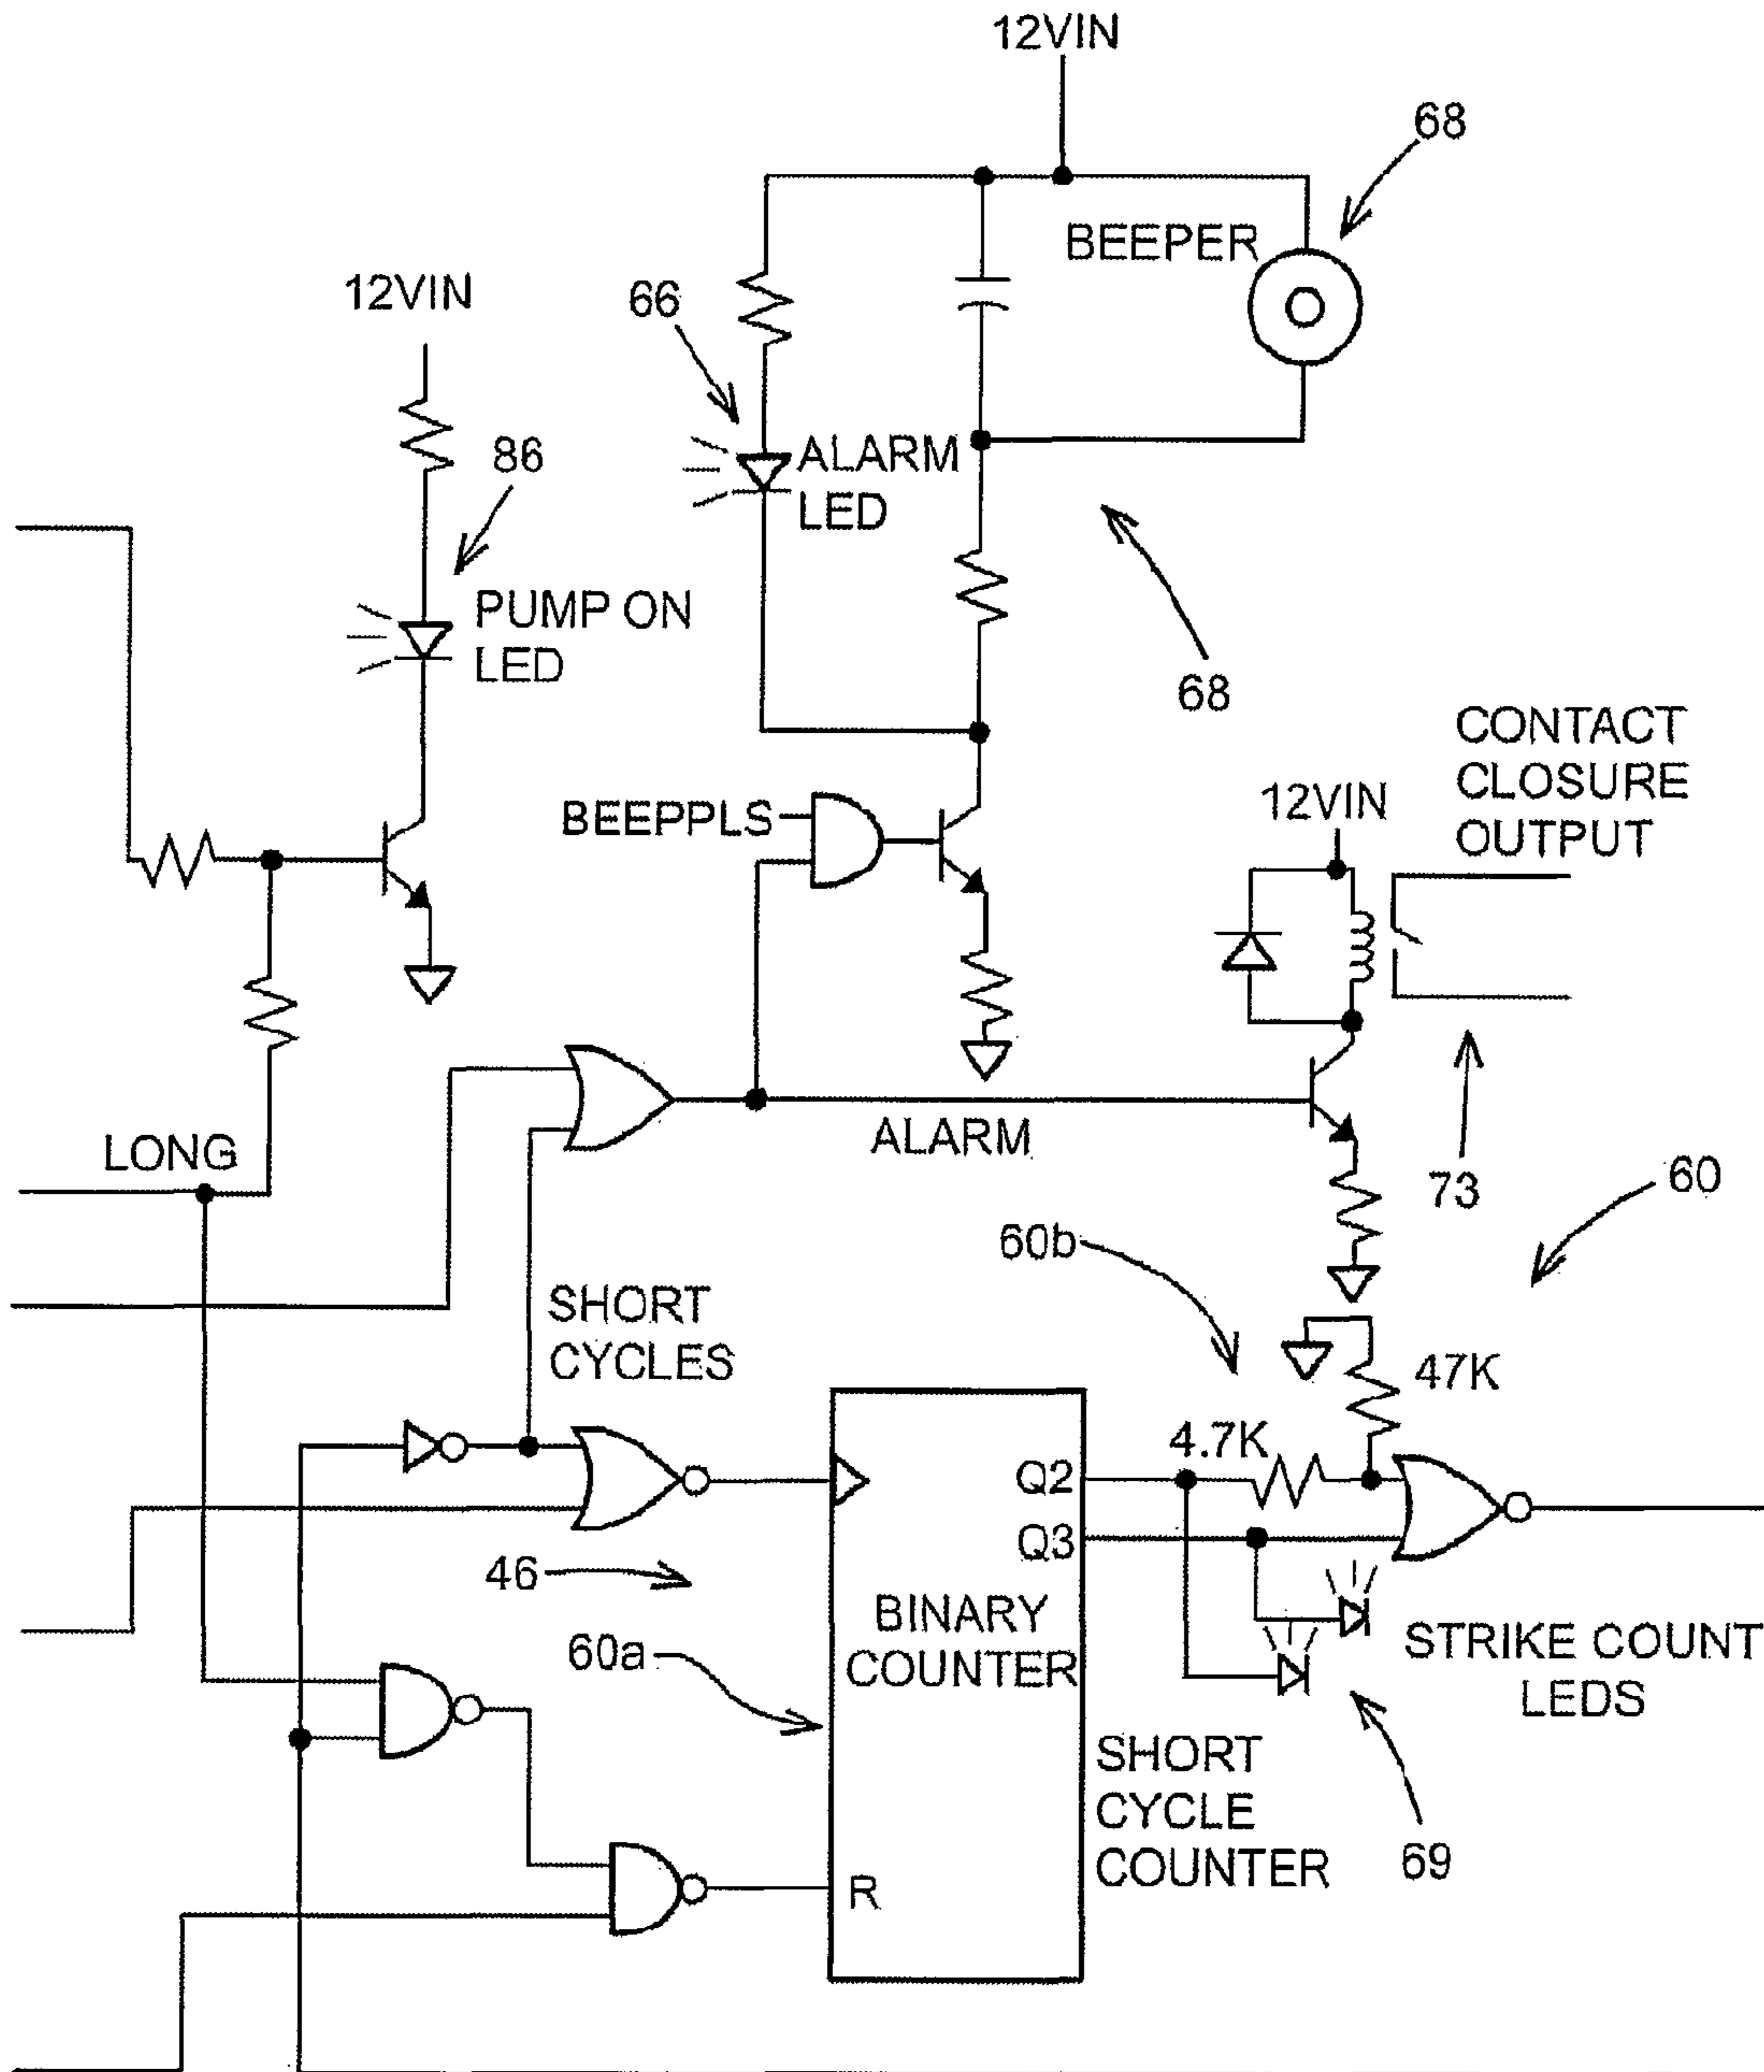 12VIN
68
BEEPER
12VIN
66
86
ALARM
LED
PUMP ON
LED
68
CONTACT
CLOSURE
OUTPUT
12VIN
BEEPPLS
LONG
ALARM
73
60
60b
SHORT
CYCLES
47K
4.7K
Q2
Q3
46
BINARY
COUNTER
60a
STRIKE COUNT
LEDS
SHORT
CYCLE
COUNTER
69
R